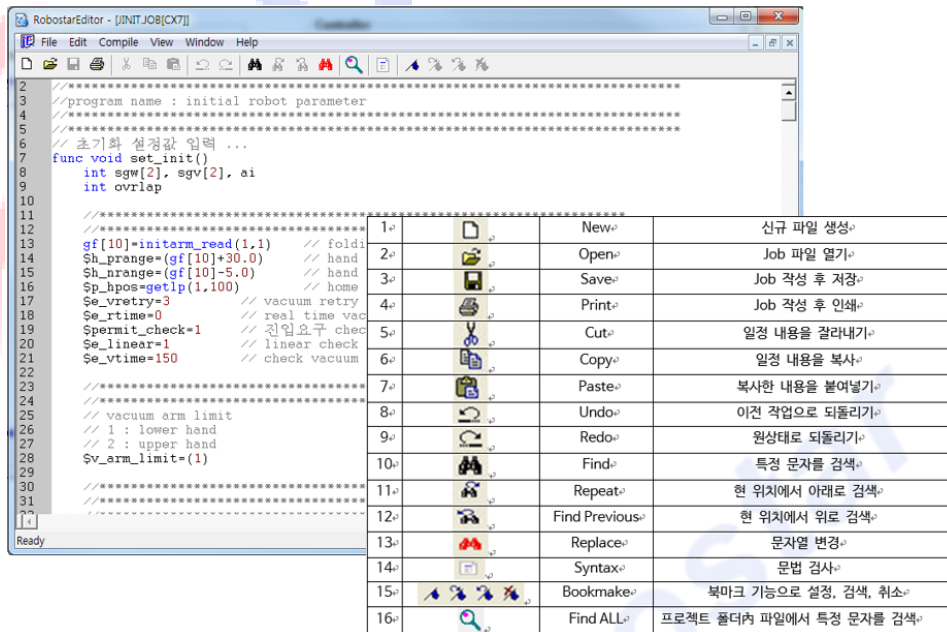 Controller
RobostarEditor - [JINIT.JOB[CX7]]
File Edit Compile View Window Help
2 //******************************************************************************
3 //program name : initial robot parameter
4 //******************************************************************************
5 //******************************************************************************
6 // 초기화 설정값 입력 ...
7 func void set_init()
8 int sgw[2], sgv[2], ai
9 int ovrlap
10
11 //*********************************************************************
12 //***********************************
13 gf[10]=initarm_read(1,1) // foldi
14 $h_prange=(gf[10]+30.0) // hand
15 $h_nrange=(gf[10]-5.0) // hand
16 $p_hpos=getlp(1,100) // home
17 $e_vretry=3 // vacuum retry
18 $e_rtime=0 // real time vac
19 $permit_check=1 // 진입요구 chec
20 $e_linear=1 // linear check
21 $e_vtime=150 // check vacuum
22
23 //***********************************
24 //***********************************
25 // vacuum arm limit
26 // 1 : lower hand
27 // 2 : upper hand
28 $v_arm_limit=(1)
29
30 //***********************************
31 //***********************************
Ready
1 New 신규 파일 생성
2 Open Job 파일 열기
3 Save Job 작성 후 저장
4 Print Job 작성 후 인쇄
5 Cut 일정 내용을 잘라내기
6 Copy 일정 내용을 복사
7 Paste 복사한 내용을 붙여넣기
8 Undo 이전 작업으로 되돌리기
9 Redo 원상태로 되돌리기
10 Find 특정 문자를 검색
11 Repeat 현 위치에서 아래로 검색
12 Find Previous 현 위치에서 위로 검색
13 Replace 문자열 변경
14 Syntax 문법 검사
15 Bookmake 북마크 기능으로 설정, 검색, 취소
16 Find ALL 프로젝트 폴더內 파일에서 특정 문자를 검색